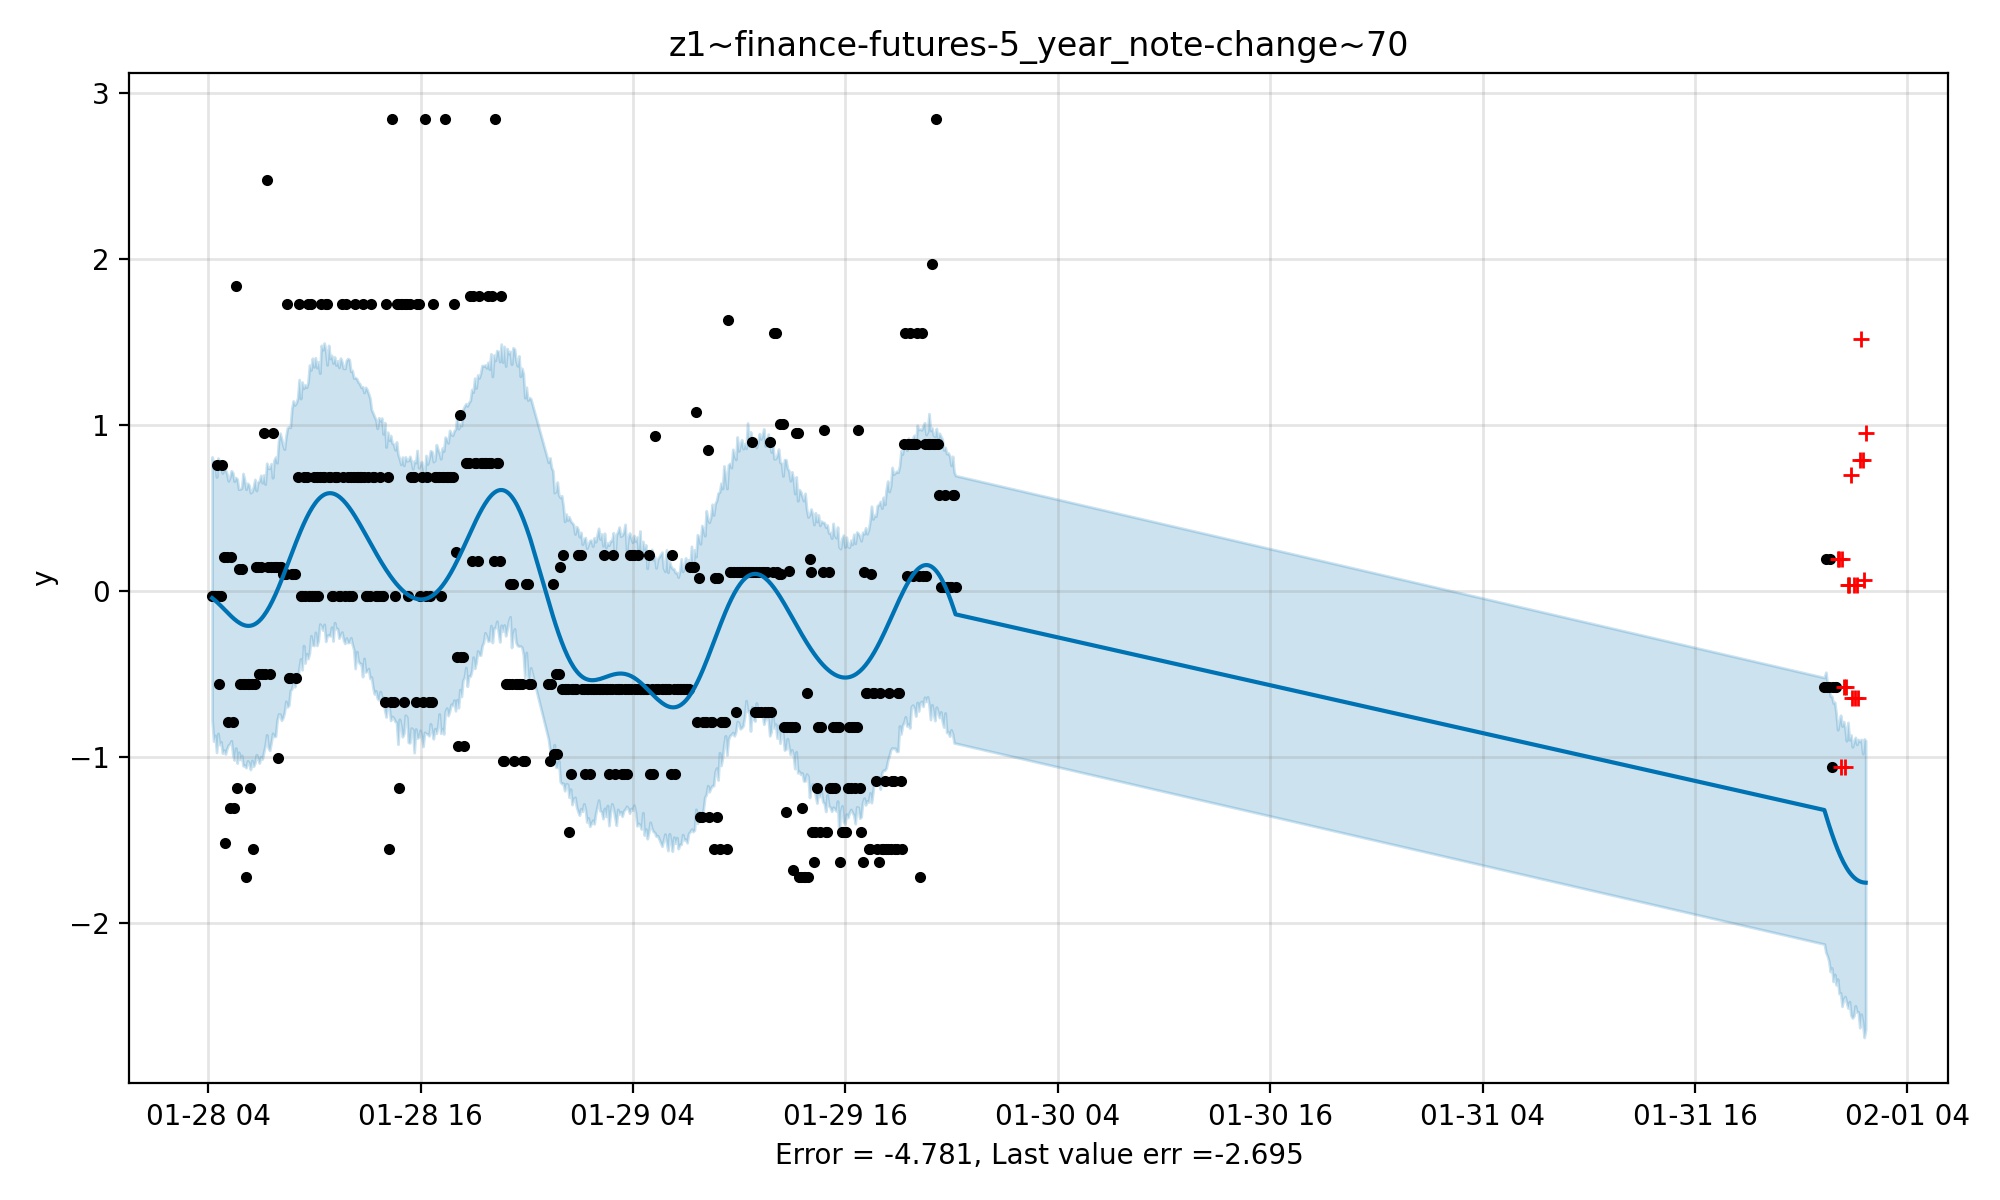 z1~finance-futures-5_year_note-change~70
3
2
1
0
−1
−2
y
01-28 04 01-28 16 01-29 04 01-29 16 01-30 04 01-30 16 01-31 04 01-31 16 02-01 04
Error = -4.781, Last value err =-2.695